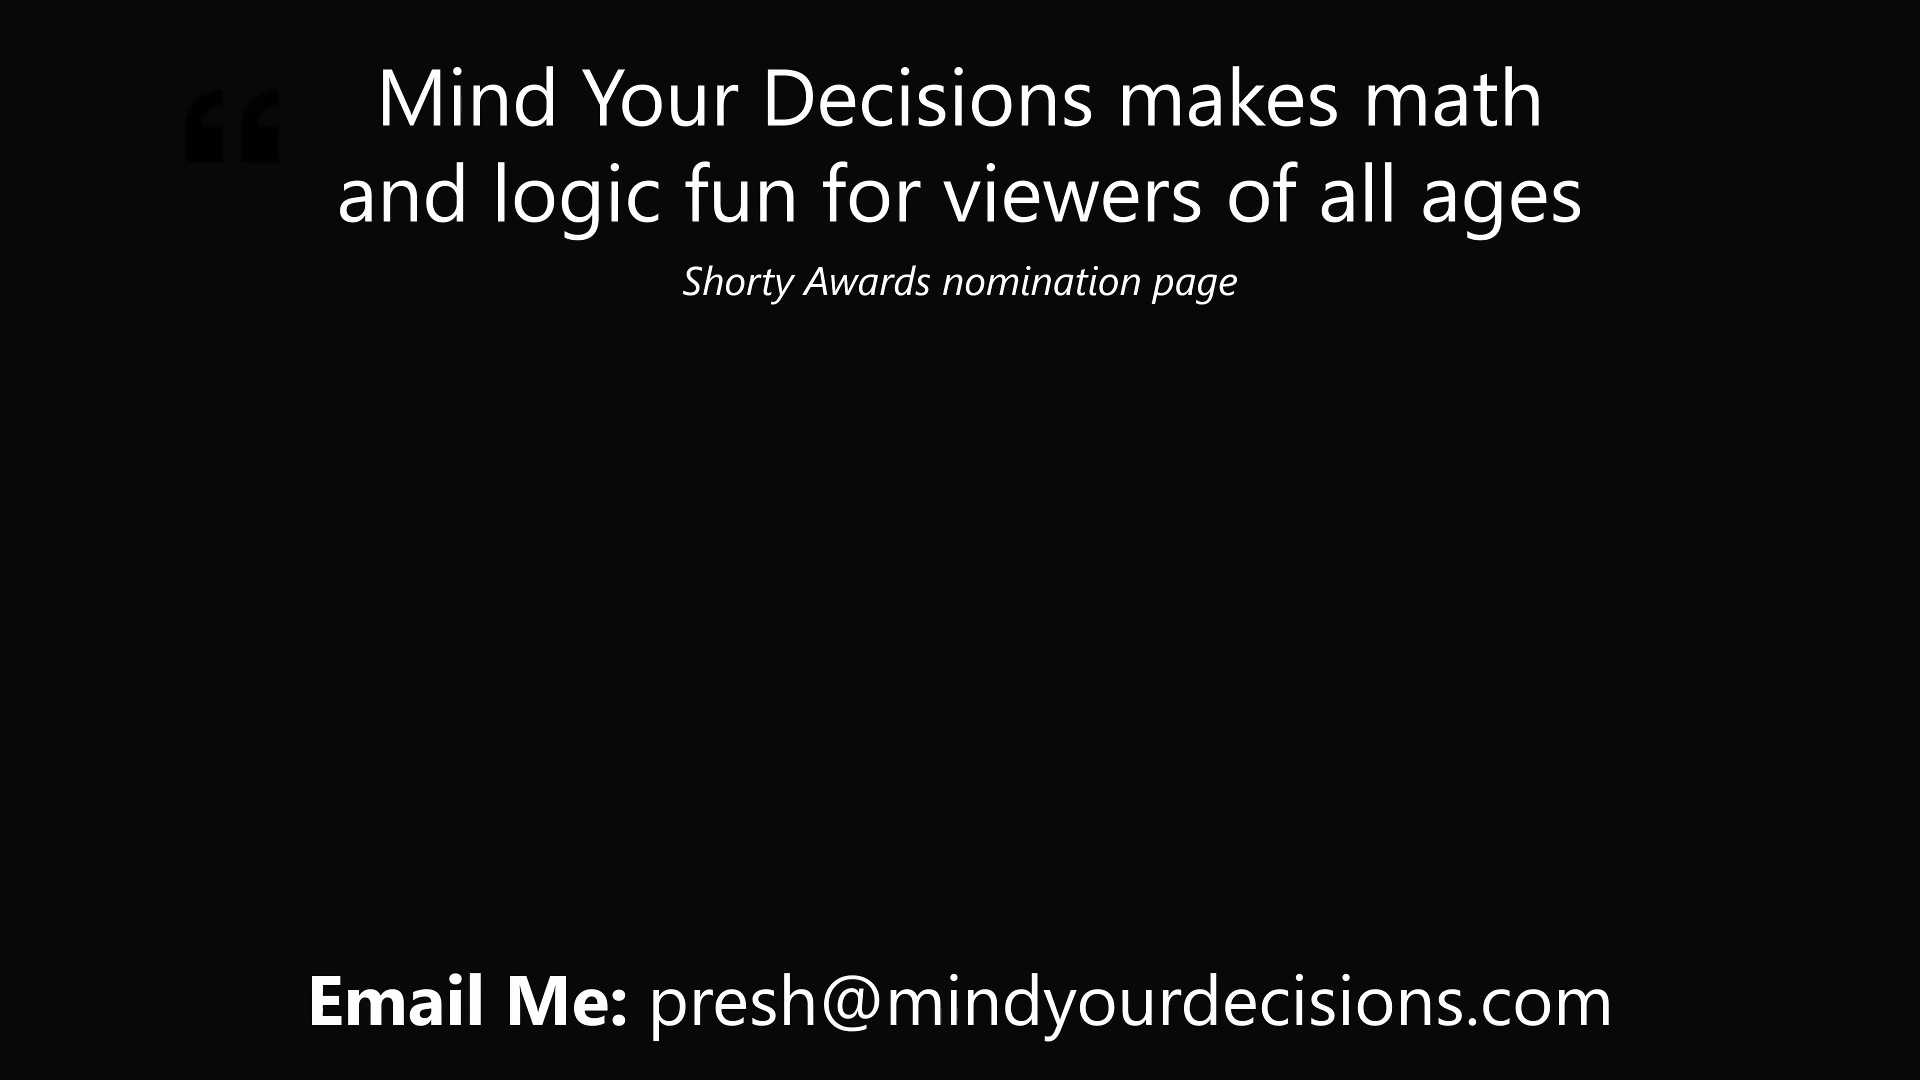 “
Mind Your Decisions makes math
and logic fun for viewers of all ages
Shorty Awards nomination page
Email Me: presh@mindyourdecisions.com